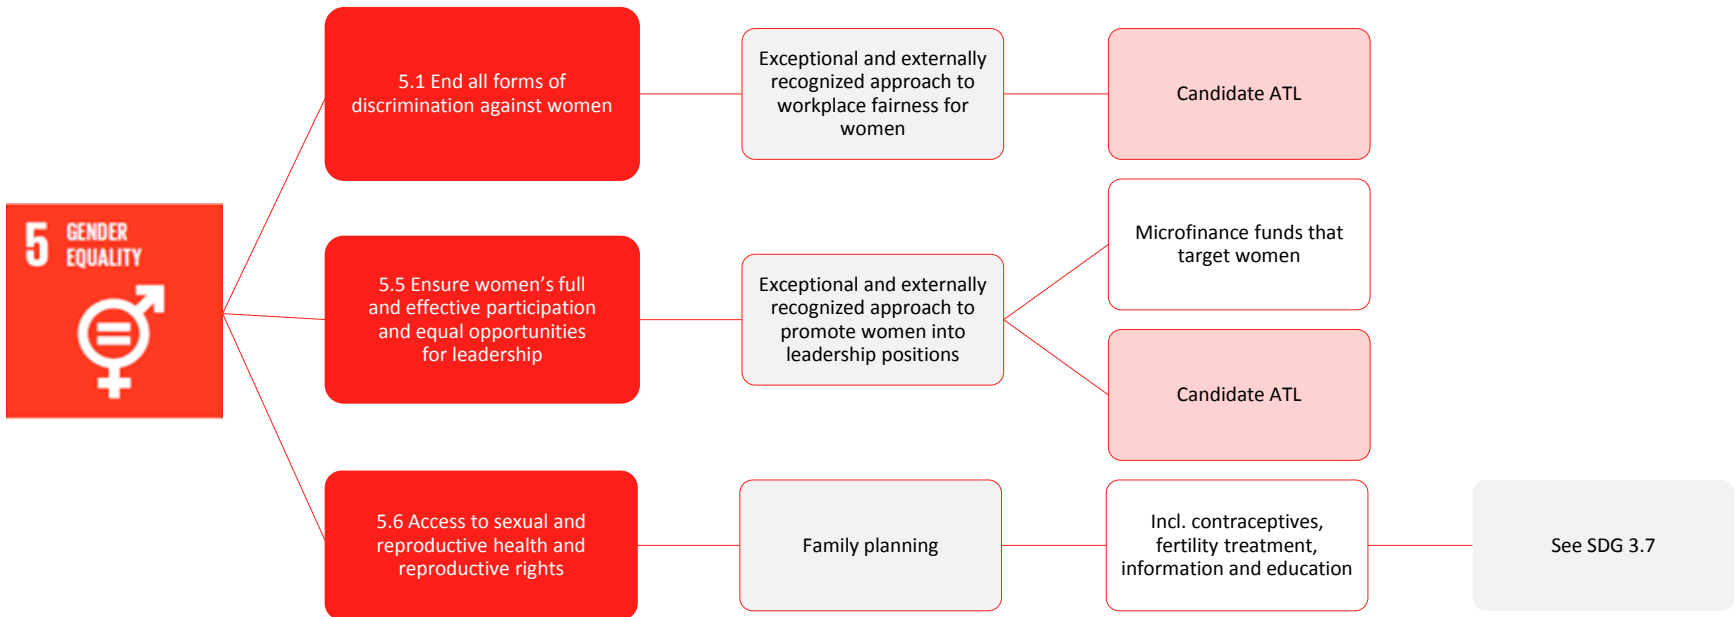 5 GENDER
EQUALITY
5.1 End all forms of
discrimination against women
Exceptional and externally
recognized approach to
workplace fairness for
women
Candidate ATL
5.5 Ensure women’s full
and effective participation
and equal opportunities
for leadership
Exceptional and externally
recognized approach to
promote women into
leadership positions
Microfinance funds that
target women
Candidate ATL
5.6 Access to sexual and
reproductive health and
reproductive rights
Family planning
Incl. contraceptives,
fertility treatment,
information and education
See SDG 3.7